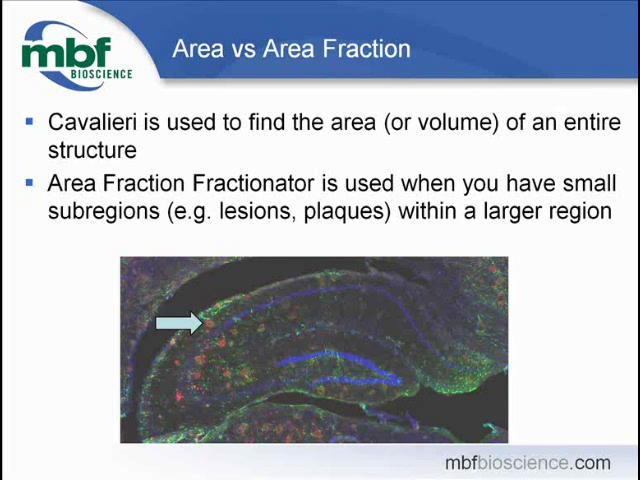 mbf
BIOSCIENCE
Area vs Area Fraction
Cavalieri is used to find the area (or volume) of an entire
structure
Area Fraction Fractionator is used when you have small
subregions (e.g. lesions, plaques) within a larger region
mbfbioscience.com